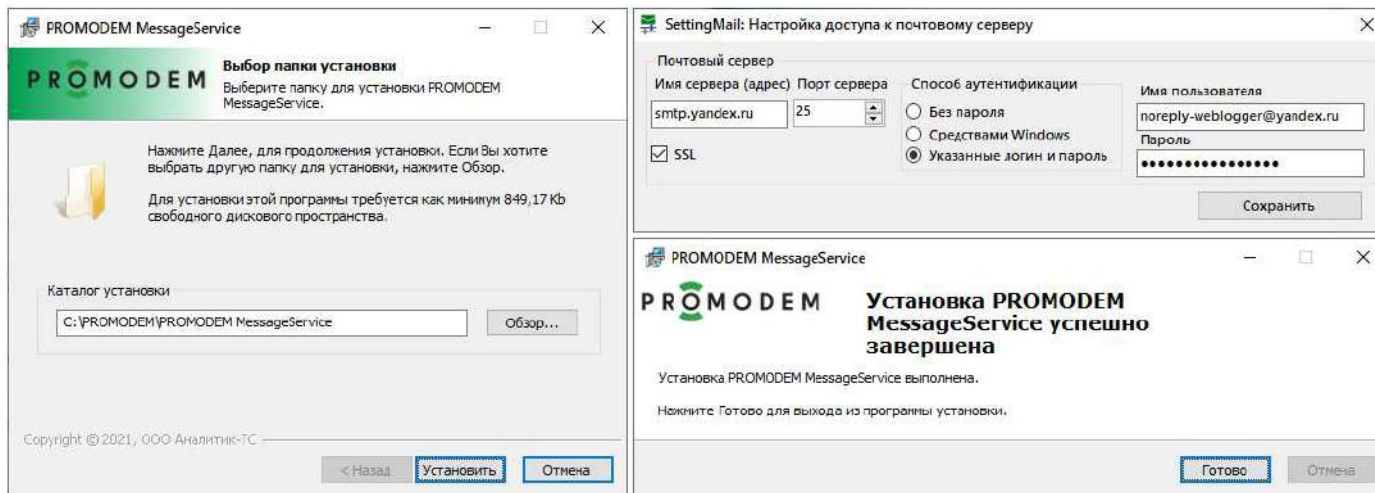 PROMODEM MessageService
PROMODEM
Выбор папки установки
Выберите папку для установки PROMODEM
MessageService.
Нажмите Далее, для продолжения установки. Если Вы хотите
выбрать другую папку для установки, нажмите Обзор.
Для установки этой программы требуется как минимум 849,17 Kb
свободного дискового пространства.
Каталог установки
C:\PROMODEM\PROMODEM MessageService
Обзор...
Copyright © 2021, ООО Аналитик-ТС
< Назад
Установить
Отмена
SettingMail: Настройка доступа к почтовому серверу
Почтовый сервер
Имя сервера (адрес)
Порт сервера
smtp.yandex.ru
25
SSL
Способ аутентификации
Без пароля
Средствами Windows
Указанные логин и пароль
Имя пользователя
noreply-weblogger@yandex.ru
Пароль
Сохранить
PROMODEM MessageService
PROMODEM
Установка PROMODEM
MessageService успешно
завершена
Установка PROMODEM MessageService выполнена.
Нажмите Готово для выхода из программы установки.
Готово
Отмена